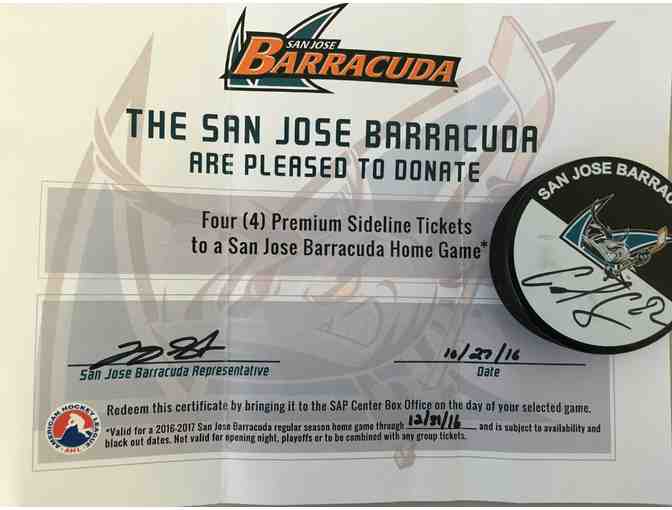 SAN JOSE
BARRACUDA
THE SAN JOSE BARRACUDA
ARE PLEASED TO DONATE
Four (4) Premium Sideline Tickets
to a San Jose Barracuda Home Game*
SAN JOSE BARRAC
10/27/16
San Jose Barracuda Representative
Date
AMERICAN HOCKEY LEAGUE
AHL
Redeem this certificate by bringing it to the SAP Center Box Office on the day of your selected game.
*Valid for a 2016-2017 San Jose Barracuda regular season home game through 12/31/16 and is subject to availability and
black out dates. Not valid for opening night, playoffs or to be combined with any group tickets.